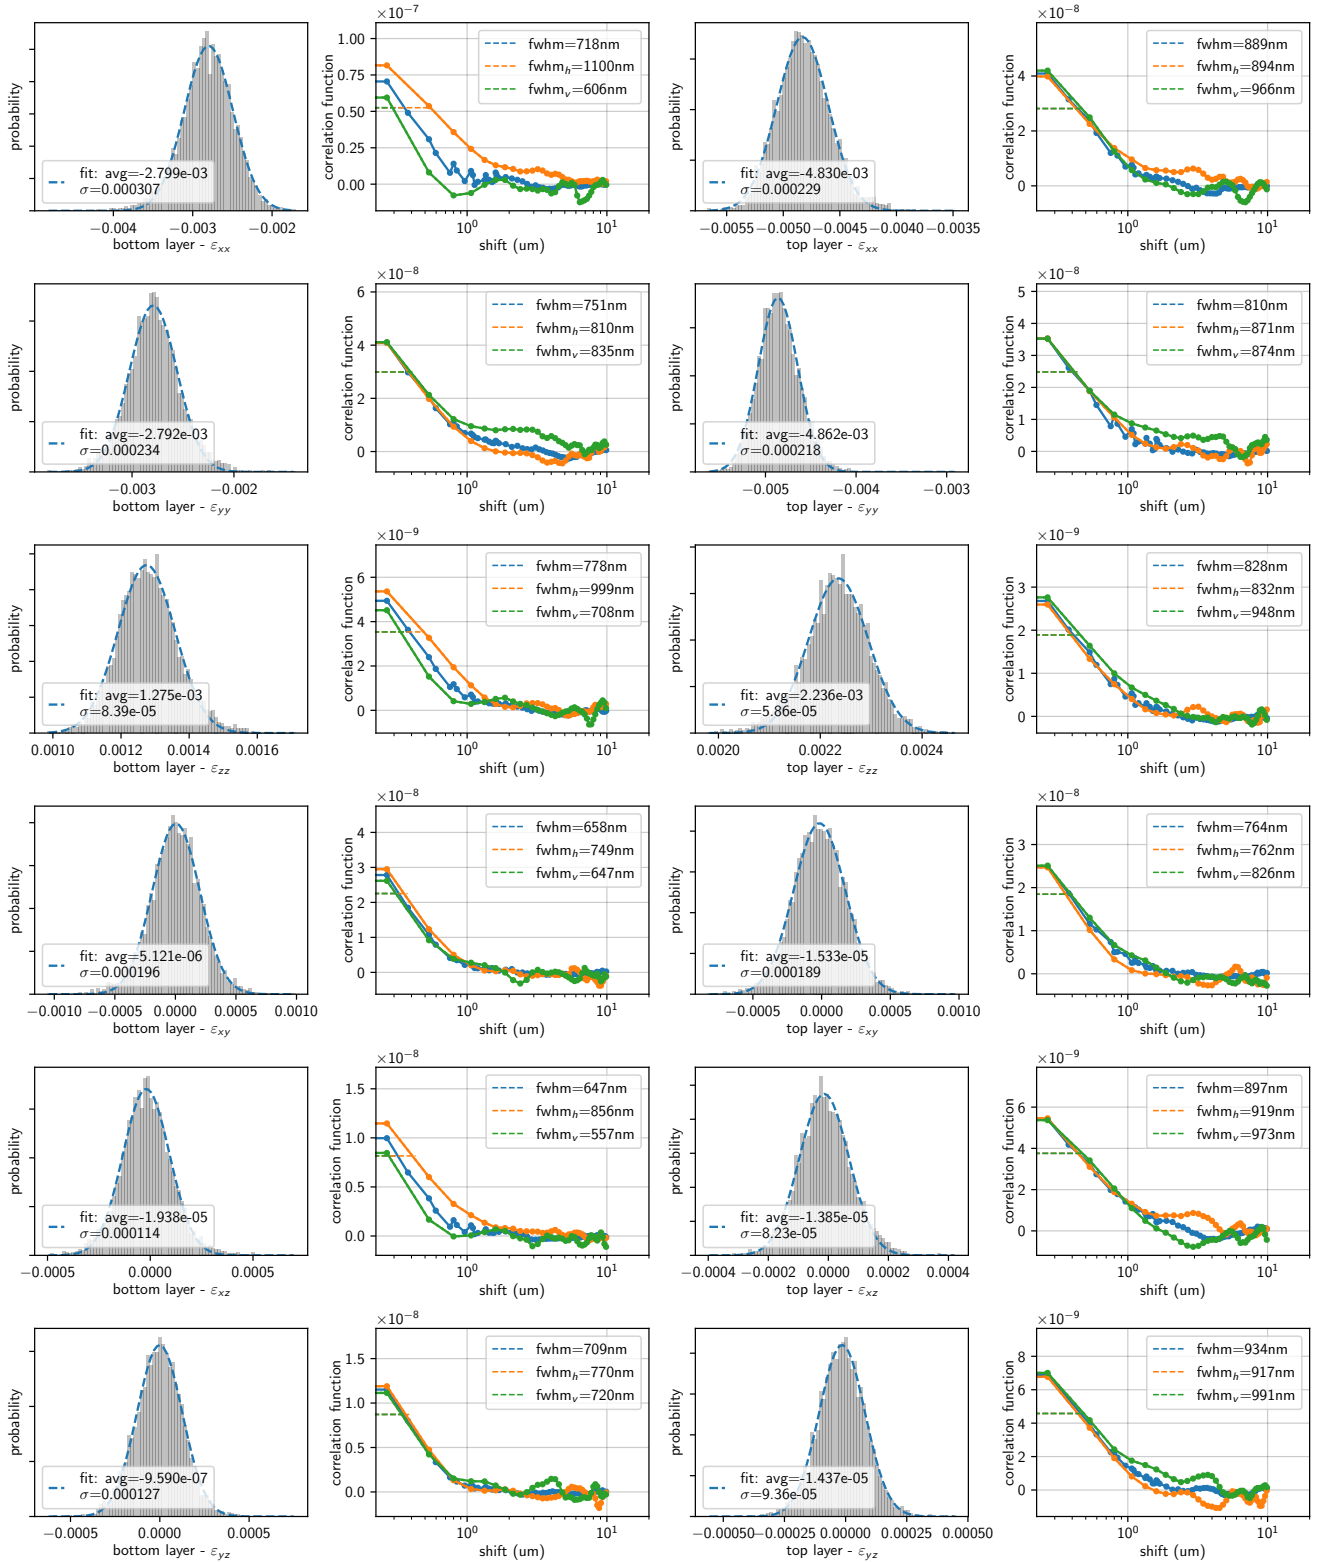 ×10⁻⁷
×10⁻⁸
probability
fit: avg=-2.799e-03
σ=0.000307
−0.004 −0.003 −0.002
bottom layer - εxx
correlation function
1.00
0.75
0.50
0.25
0.00
fwhm=718nm
fwhmh=1100nm
fwhmv=606nm
10⁰ 10¹
shift (um)
probability
fit: avg=-4.830e-03
σ=0.000229
−0.0055 −0.0050 −0.0045 −0.0040 −0.0035
top layer - εxx
correlation function
4
2
0
fwhm=889nm
fwhmh=894nm
fwhmv=966nm
10⁰ 10¹
shift (um)
×10⁻⁸
×10⁻⁸
probability
fit: avg=-2.792e-03
σ=0.000234
−0.003 −0.002
bottom layer - εyy
correlation function
6
4
2
0
fwhm=751nm
fwhmh=810nm
fwhmv=835nm
10⁰ 10¹
shift (um)
probability
fit: avg=-4.862e-03
σ=0.000218
−0.005 −0.004 −0.003
top layer - εyy
correlation function
5
4
3
2
1
0
fwhm=810nm
fwhmh=871nm
fwhmv=874nm
10⁰ 10¹
shift (um)
×10⁻⁹
×10⁻⁹
probability
fit: avg=1.275e-03
σ=8.39e-05
0.0010 0.0012 0.0014 0.0016
bottom layer - εzz
correlation function
6
4
2
0
fwhm=778nm
fwhmh=999nm
fwhmv=708nm
10⁰ 10¹
shift (um)
probability
fit: avg=2.236e-03
σ=5.86e-05
0.0020 0.0022 0.0024
top layer - εzz
correlation function
3
2
1
0
fwhm=828nm
fwhmh=832nm
fwhmv=948nm
10⁰ 10¹
shift (um)
×10⁻⁸
×10⁻⁸
probability
fit: avg=5.121e-06
σ=0.000196
−0.0010 −0.0005 0.0000 0.0005 0.0010
bottom layer - εxy
correlation function
4
3
2
1
0
fwhm=658nm
fwhmh=749nm
fwhmv=647nm
10⁰ 10¹
shift (um)
probability
fit: avg=-1.533e-05
σ=0.000189
−0.0005 0.0000 0.0005 0.0010
top layer - εxy
correlation function
3
2
1
0
fwhm=764nm
fwhmh=762nm
fwhmv=826nm
10⁰ 10¹
shift (um)
×10⁻⁸
×10⁻⁹
probability
fit: avg=-1.938e-05
σ=0.000114
−0.0005 0.0000 0.0005
bottom layer - εxz
correlation function
1.5
1.0
0.5
0.0
fwhm=647nm
fwhmh=856nm
fwhmv=557nm
10⁰ 10¹
shift (um)
probability
fit: avg=-1.385e-05
σ=8.23e-05
−0.0004 −0.0002 0.0000 0.0002 0.0004
top layer - εxz
correlation function
6
4
2
0
fwhm=897nm
fwhmh=919nm
fwhmv=973nm
10⁰ 10¹
shift (um)
×10⁻⁸
×10⁻⁹
probability
fit: avg=-9.590e-07
σ=0.000127
−0.0005 0.0000 0.0005
bottom layer - εyz
correlation function
1.5
1.0
0.5
0.0
fwhm=709nm
fwhmh=770nm
fwhmv=720nm
10⁰ 10¹
shift (um)
probability
fit: avg=-1.437e-05
σ=9.36e-05
−0.00050 −0.00025 0.00000 0.00025 0.00050
top layer - εyz
correlation function
8
6
4
2
0
fwhm=934nm
fwhmh=917nm
fwhmv=991nm
10⁰ 10¹
shift (um)